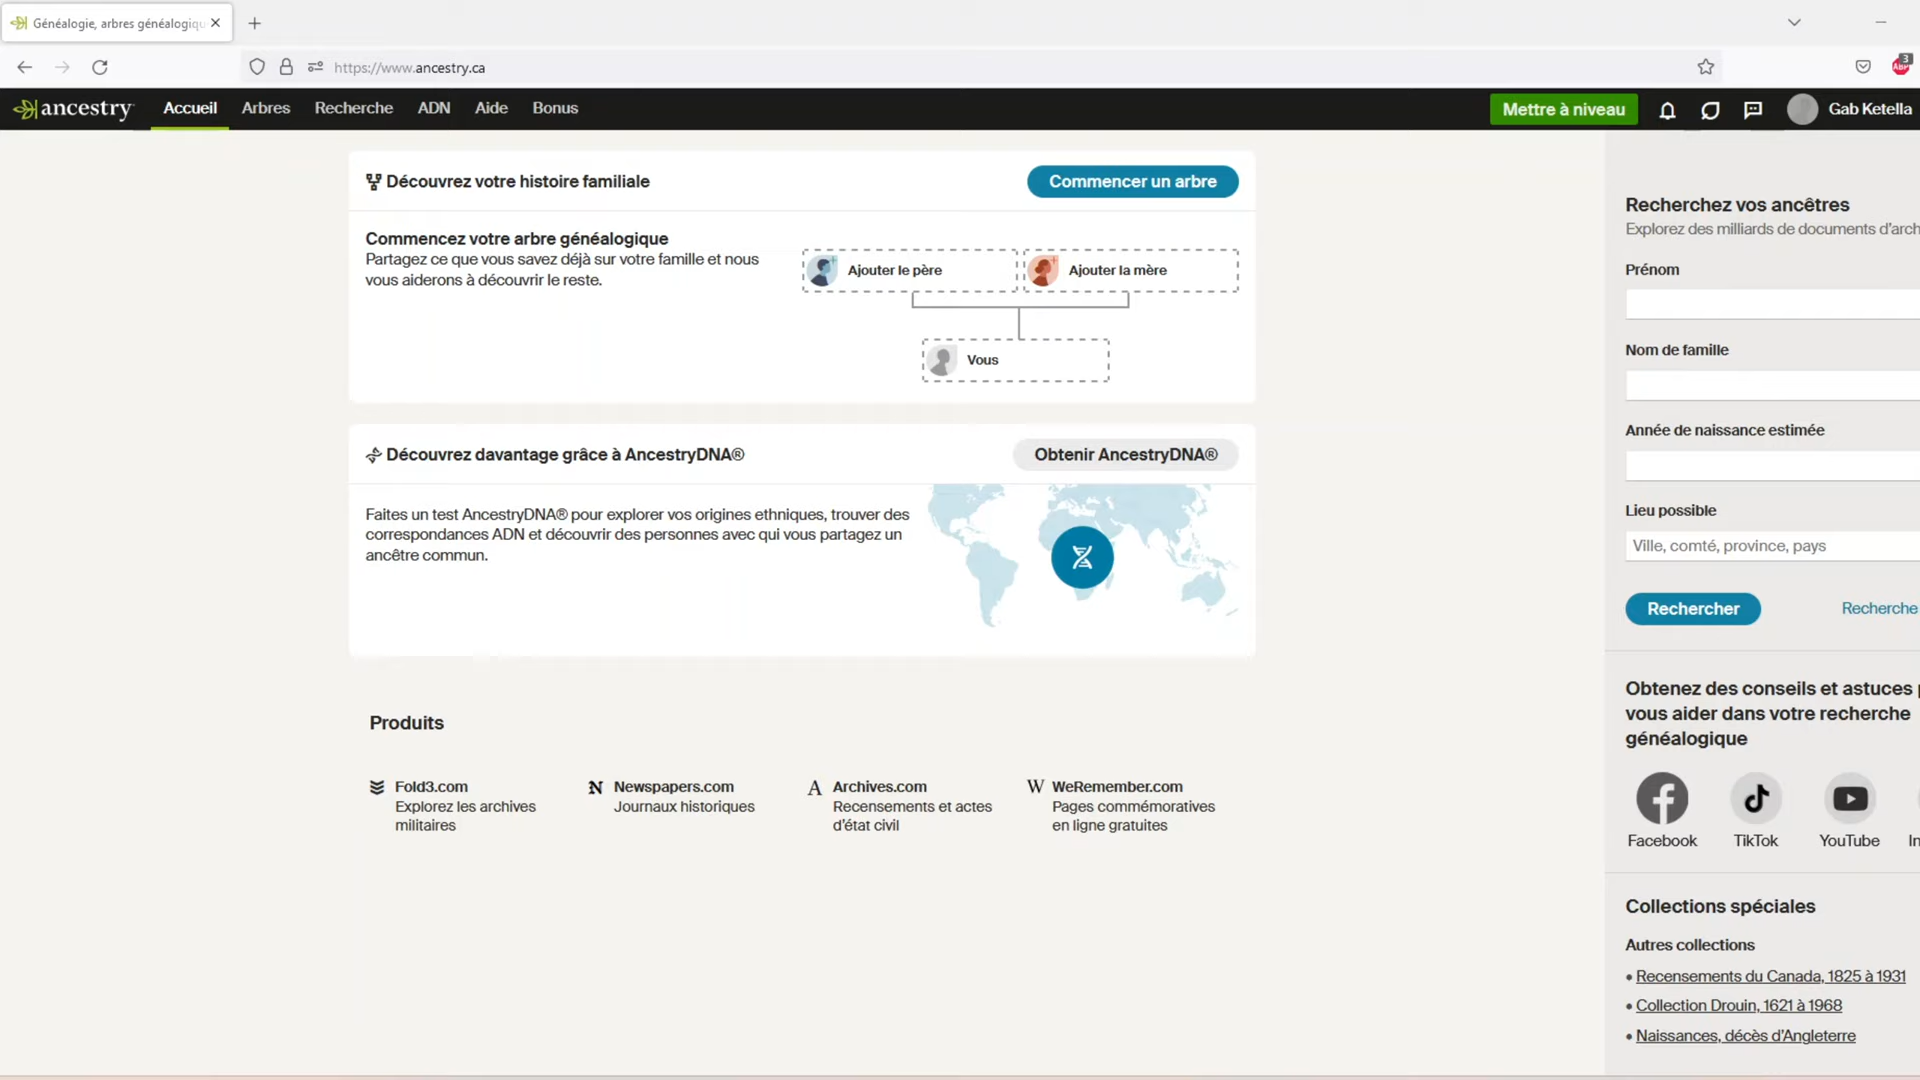 Généalogie, arbres généalogiqu
https://www.ancestry.ca
3
ancestry
Accueil
Arbres
Recherche
ADN
Aide
Bonus
Mettre à niveau
Gab Ketella
Découvrez votre histoire familiale
Commencer un arbre
Commencez votre arbre généalogique
Partagez ce que vous savez déjà sur votre famille et nous
vous aiderons à découvrir le reste.
Ajouter le père
Ajouter la mère
Vous
Découvrez davantage grâce à AncestryDNA®
Obtenir AncestryDNA®
Faites un test AncestryDNA® pour explorer vos origines ethniques, trouver des
correspondances ADN et découvrir des personnes avec qui vous partagez un
ancêtre commun.
Produits
Fold3.com
Explorez les archives
militaires
N
Newspapers.com
Journaux historiques
A
Archives.com
Recensements et actes
d'état civil
W
WeRemember.com
Pages commémoratives
en ligne gratuites
Recherchez vos ancêtres
Explorez des milliards de documents d'arch
Prénom
Nom de famille
Année de naissance estimée
Lieu possible
Ville, comté, province, pays
Rechercher
Recherche
Obtenez des conseils et astuces p
vous aider dans votre recherche
généalogique
Facebook
TikTok
YouTube
In
Collections spéciales
Autres collections
• Recensements du Canada, 1825 à 1931
• Collection Drouin, 1621 à 1968
• Naissances, décès d'Angleterre